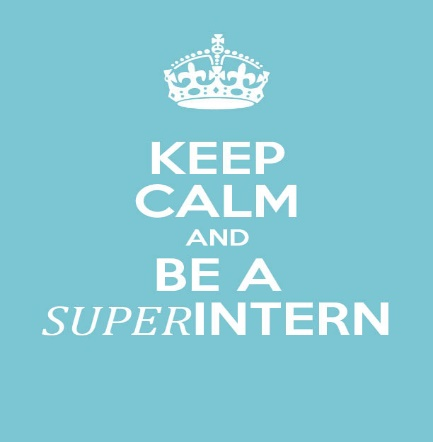 KEEP
CALM
AND
BE A
SUPERINTERN